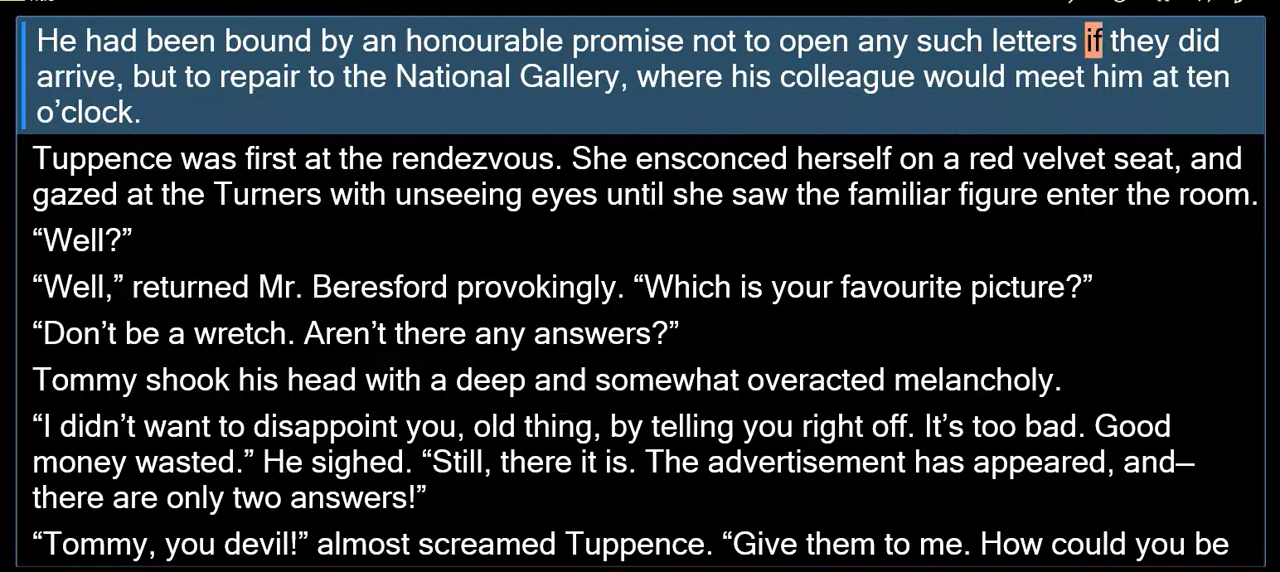 He had been bound by an honourable promise not to open any such letters if they did
arrive, but to repair to the National Gallery, where his colleague would meet him at ten
o’clock.
Tuppence was first at the rendezvous. She ensconced herself on a red velvet seat, and
gazed at the Turners with unseeing eyes until she saw the familiar figure enter the room.
“Well?”
“Well,” returned Mr. Beresford provokingly. “Which is your favourite picture?”
“Don’t be a wretch. Aren’t there any answers?”
Tommy shook his head with a deep and somewhat overacted melancholy.
“I didn’t want to disappoint you, old thing, by telling you right off. It’s too bad. Good
money wasted.” He sighed. “Still, there it is. The advertisement has appeared, and—
there are only two answers!”
“Tommy, you devil!” almost screamed Tuppence. “Give them to me. How could you be